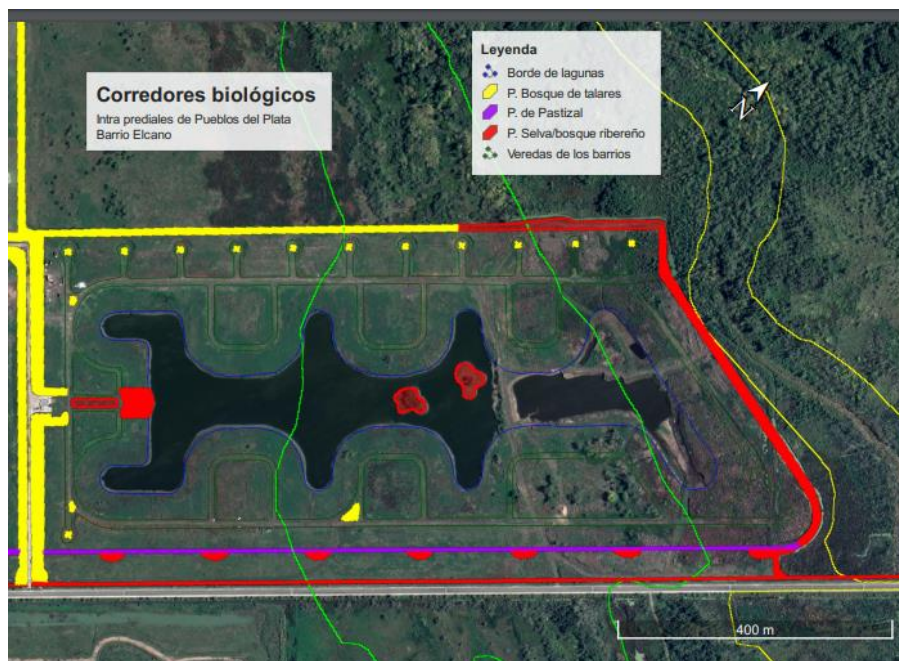 Corredores biológicos
Intra prediales de Pueblos del Plata
Barrio Elcano
Leyenda
Borde de lagunas
P. Bosque de talares
P. de Pastizal
P. Selva/bosque ribereño
Veredas de los barrios
N
400 m